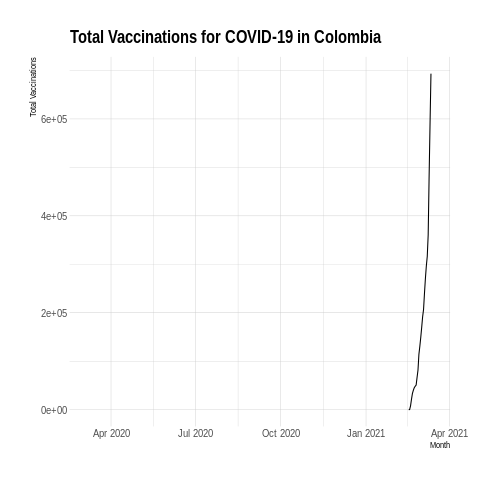 Total Vaccinations for COVID-19 in Colombia
Total Vaccinations
6e+05
4e+05
2e+05
0e+00
Apr 2020 Jul 2020 Oct 2020 Jan 2021 Apr 2021
Month